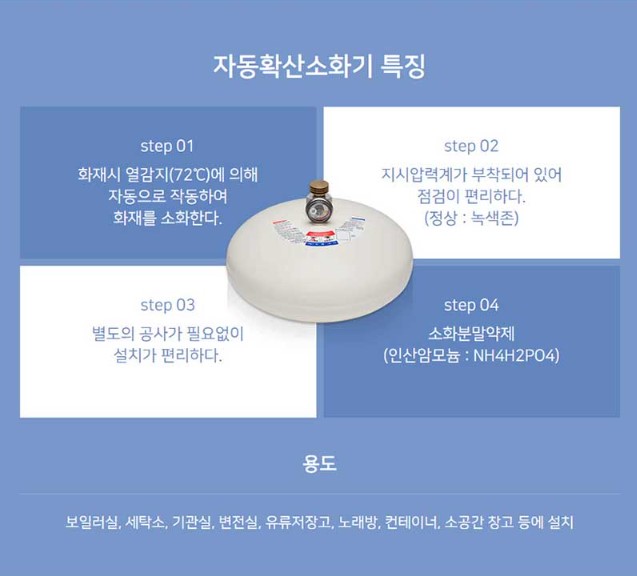 자동확산소화기 특징
step 01
화재시 열감지(72℃)에 의해
자동으로 작동하여
화재를 소화한다.
step 02
지시압력계가 부착되어 있어
점검이 편리하다.
(정상 : 녹색존)
step 03
별도의 공사가 필요없이
설치가 편리하다.
step 04
소화분말약제
(인산암모늄 : NH4H2PO4)
용도
보일러실, 세탁소, 기관실, 변전실, 유류저장고, 노래방, 컨테이너, 소공간 창고 등에 설치